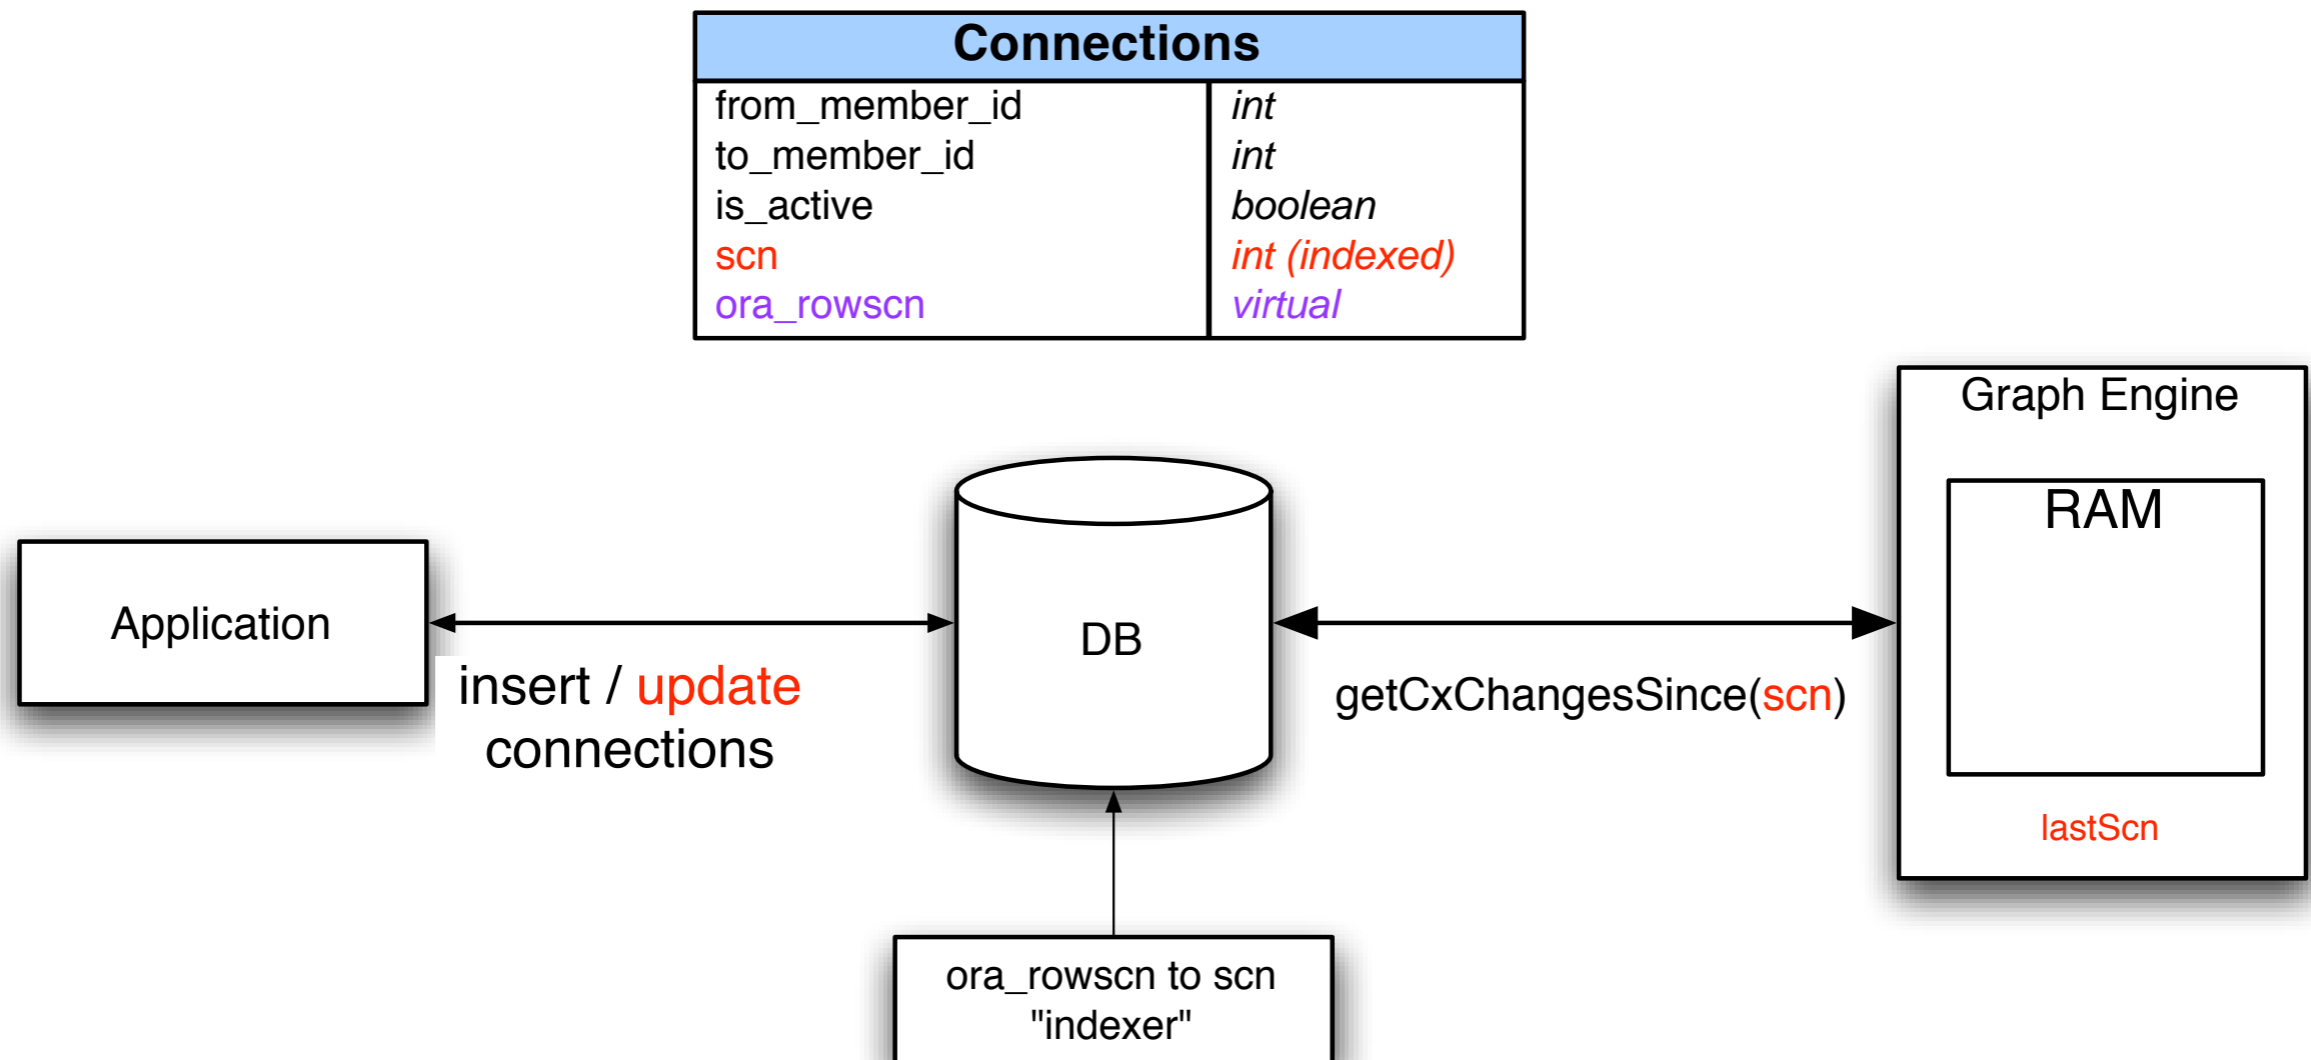 Connections
from_member_id int
to_member_id int
is_active boolean
scn int (indexed)
ora_rowscn virtual
Graph Engine
RAM
lastScn
Application
insert / update
connections
DB
getCxChangesSince(scn)
ora_rowscn to scn
"indexer"